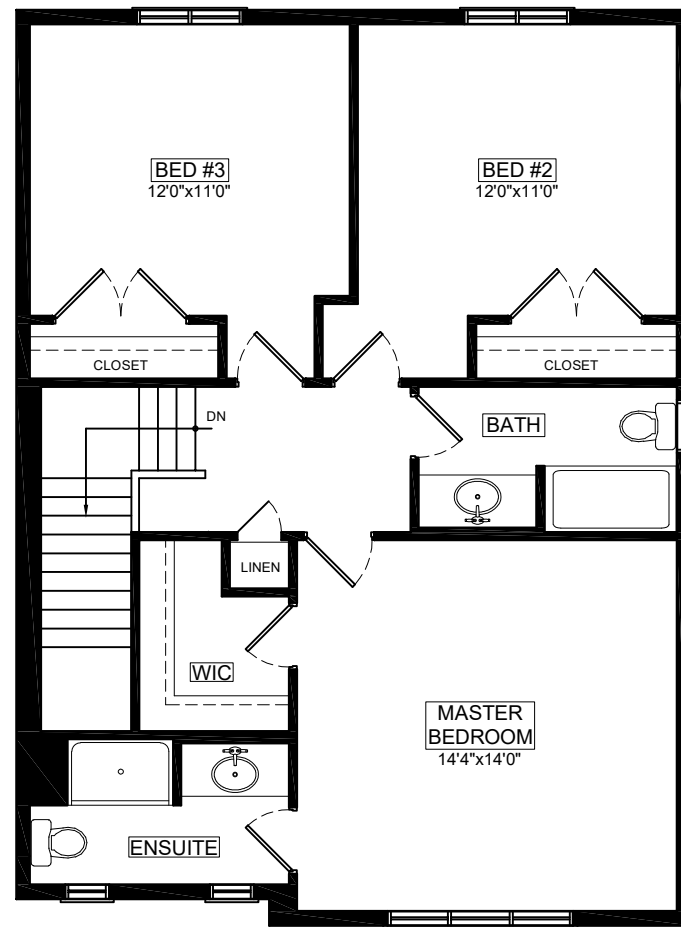 BED #3
12'0"x11'0"
BED #2
12'0"x11'0"
CLOSET
CLOSET
DN
BATH
LINEN
WIC
MASTER
BEDROOM
14'4"x14'0"
ENSUITE